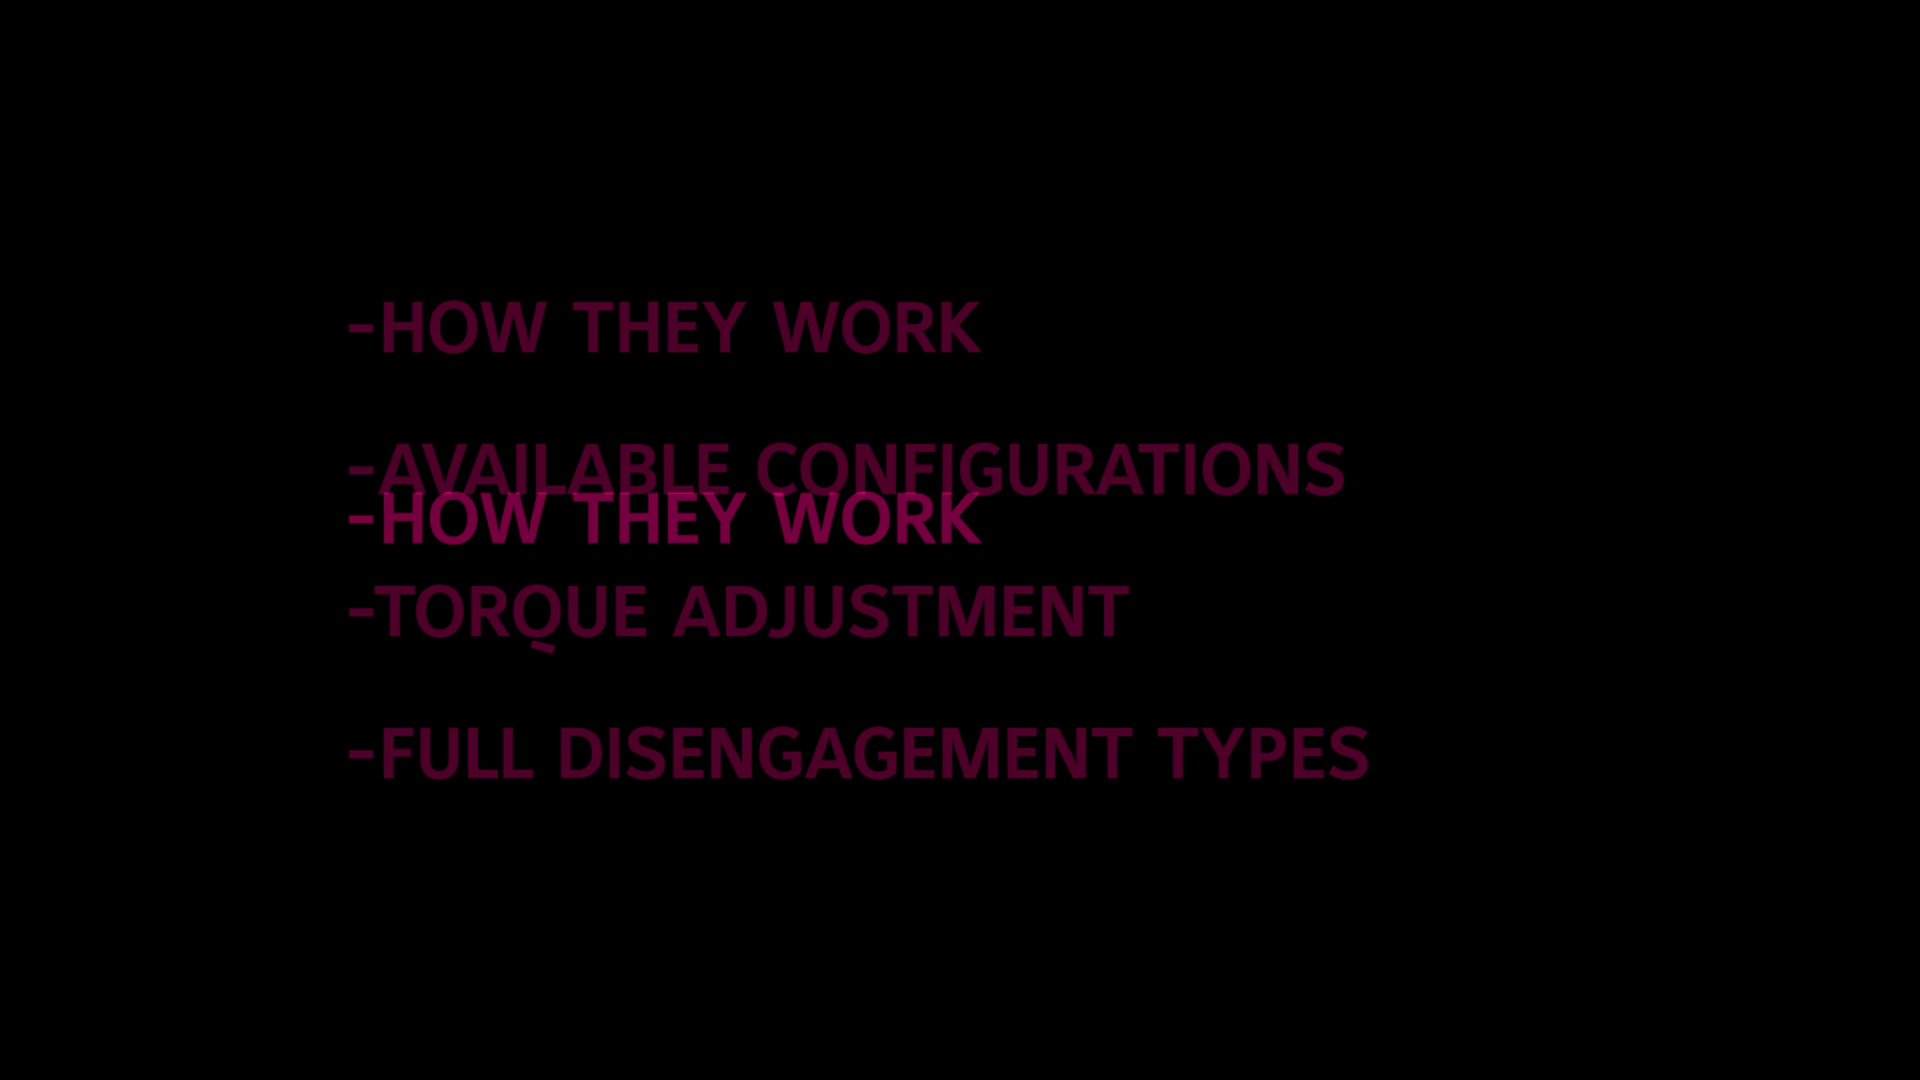 -HOW THEY WORK
-AVAILABLE CONFIGURATIONS
-HOW THEY WORK
-TORQUE ADJUSTMENT
-FULL DISENGAGEMENT TYPES